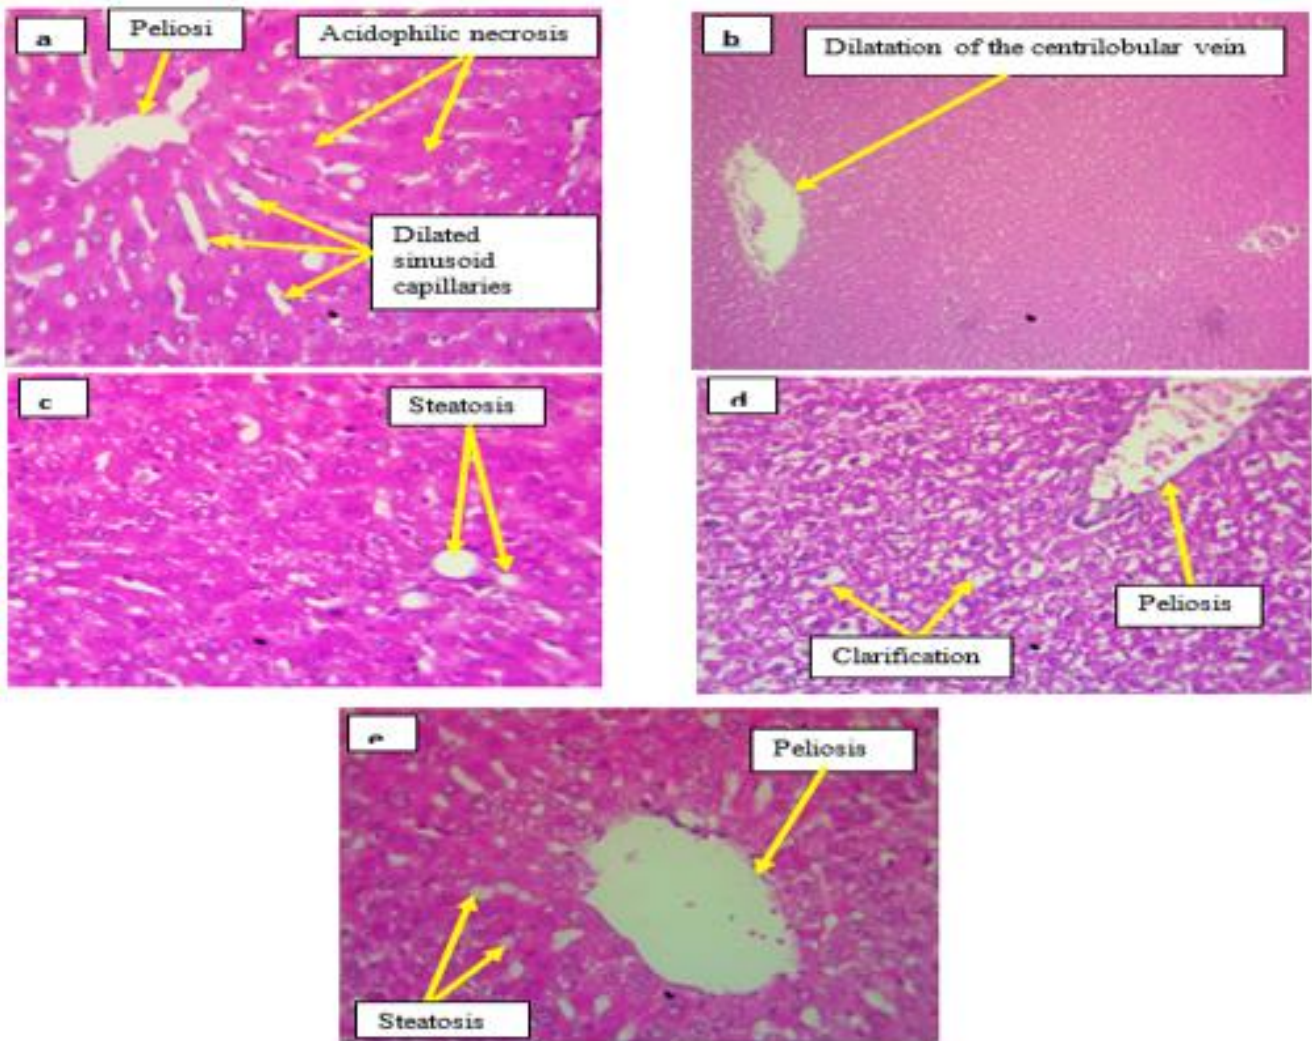 a
Peliosi
Acidophilic necrosis
Dilated
sinusoid
capillaries
b
Dilatation of the centrilobular vein
c
Steatosis
d
Clarification
Peliosis
e
Peliosis
Steatosis